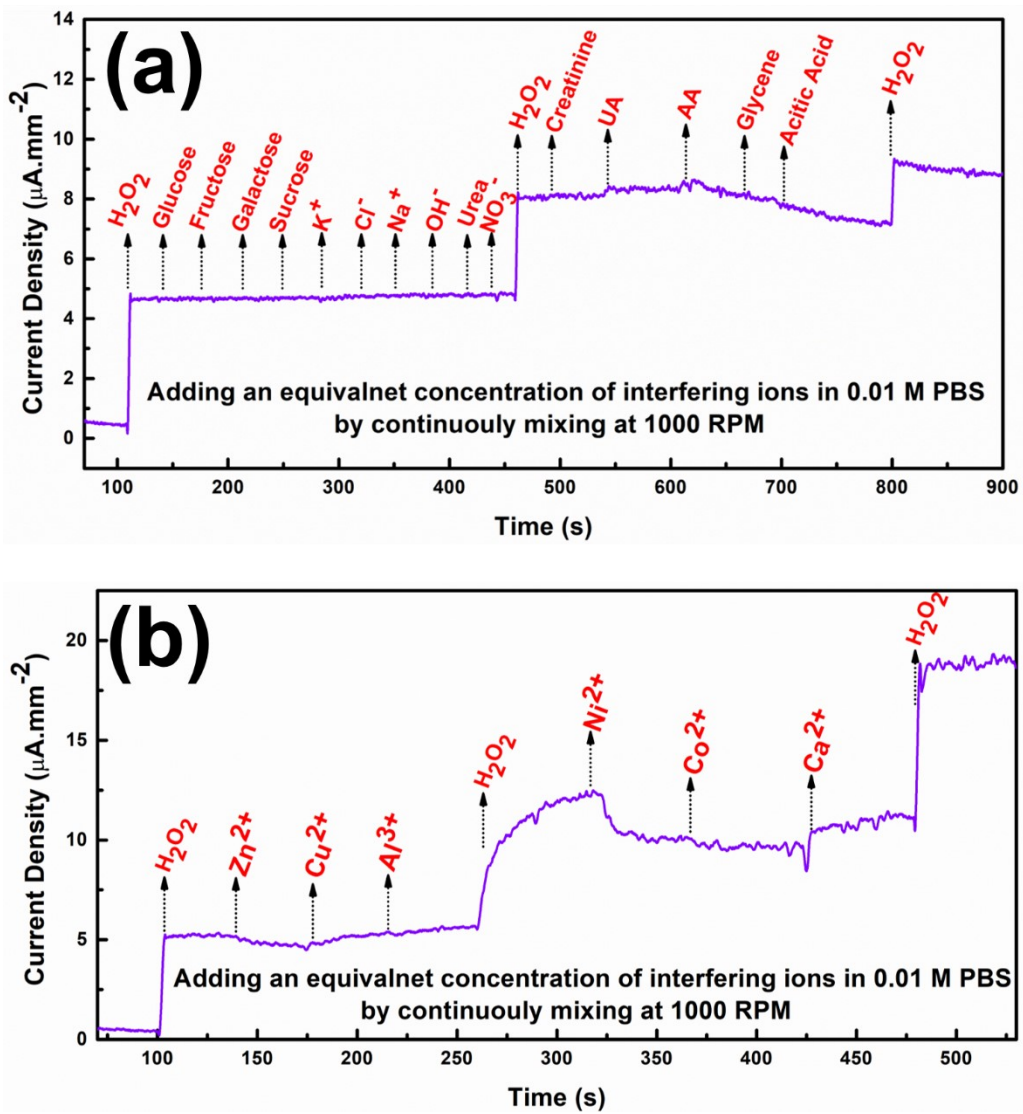 (a)
Current Density (μA.mm-2)
14
12
10
8
6
4
2
0
H2O2
Glucose
Fructose
Galactose
Sucrose
K+
Cl-
Na+
OH-
Urea
NO3-
H2O2
Creatinine
UA
AA
Glycene
Acitic Acid
H2O2
Adding an equivalnet concentration of interfering ions in 0.01 M PBS
by continuouly mixing at 1000 RPM
100 200 300 400 500 600 700 800 900
Time (s)
(b)
Current Density (μA.mm-2)
20
15
10
5
0
H2O2
Zn2+
Cu2+
Al3+
H2O2
Ni2+
Co2+
Ca2+
H2O2
Adding an equivalnet concentration of interfering ions in 0.01 M PBS
by continuouly mixing at 1000 RPM
100 150 200 250 300 350 400 450 500
Time (s)